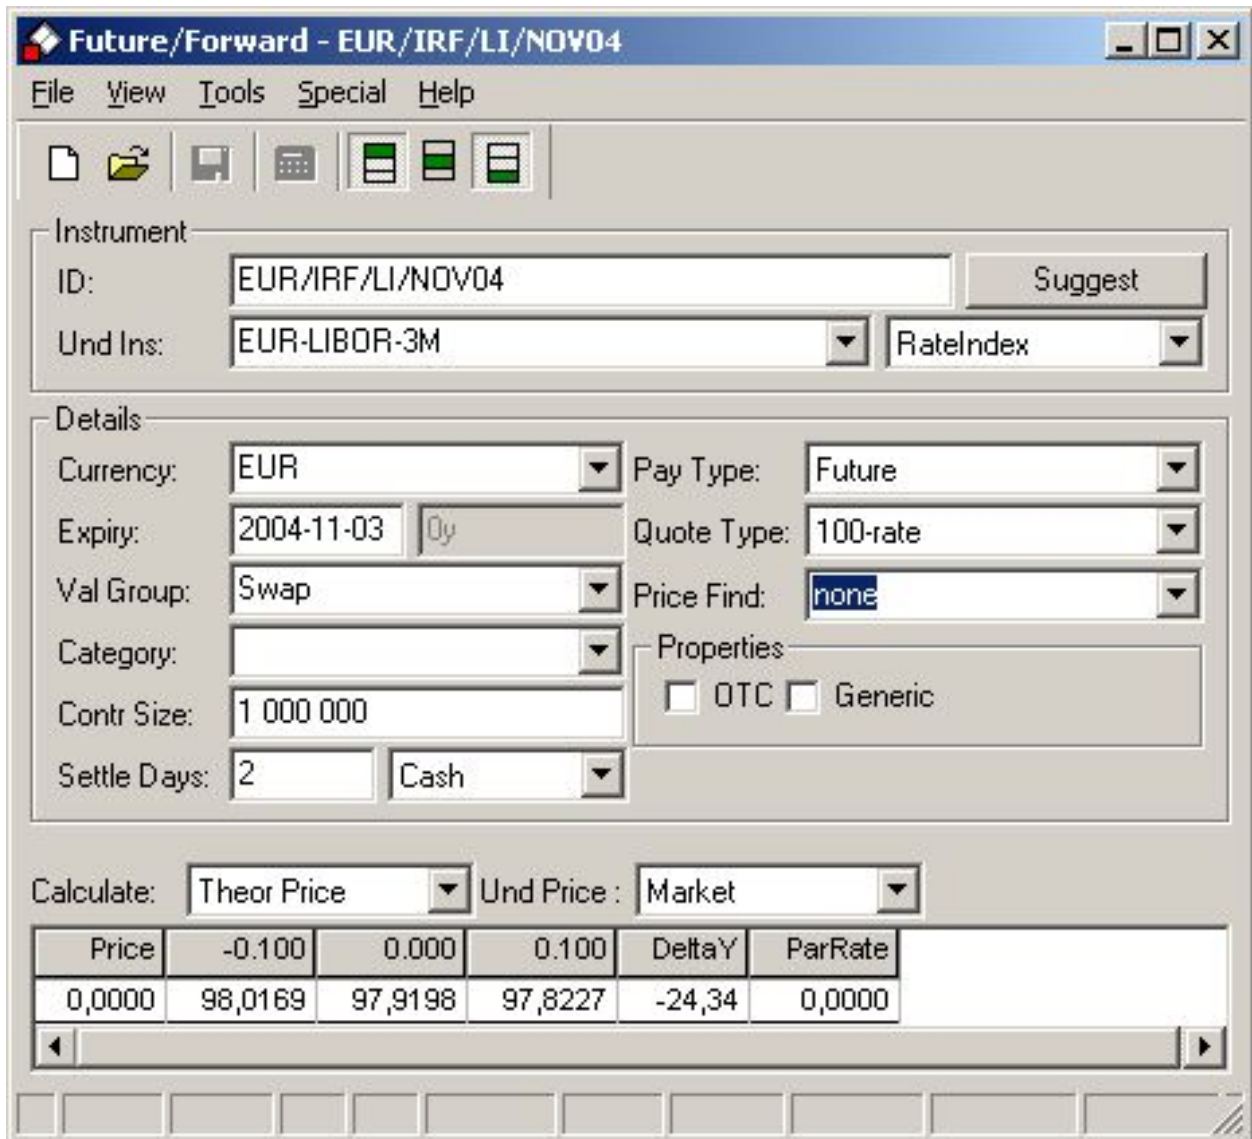 Future/Forward - EUR/IRF/LI/NOV04
File View Tools Special Help
Instrument
ID: EUR/IRF/LI/NOV04 Suggest
Und Ins: EUR-LIBOR-3M RateIndex
Details
Currency: EUR Pay Type: Future
Expiry: 2004-11-03 0y Quote Type: 100-rate
Val Group: Swap Price Find: none
Category: Properties
OTC Generic
Contr Size: 1 000 000
Settle Days: 2 Cash
Calculate: Theor Price Und Price : Market
Price -0.100 0.000 0.100 DeltaY ParRate
0,0000 98,0169 97,9198 97,8227 -24,34 0,0000